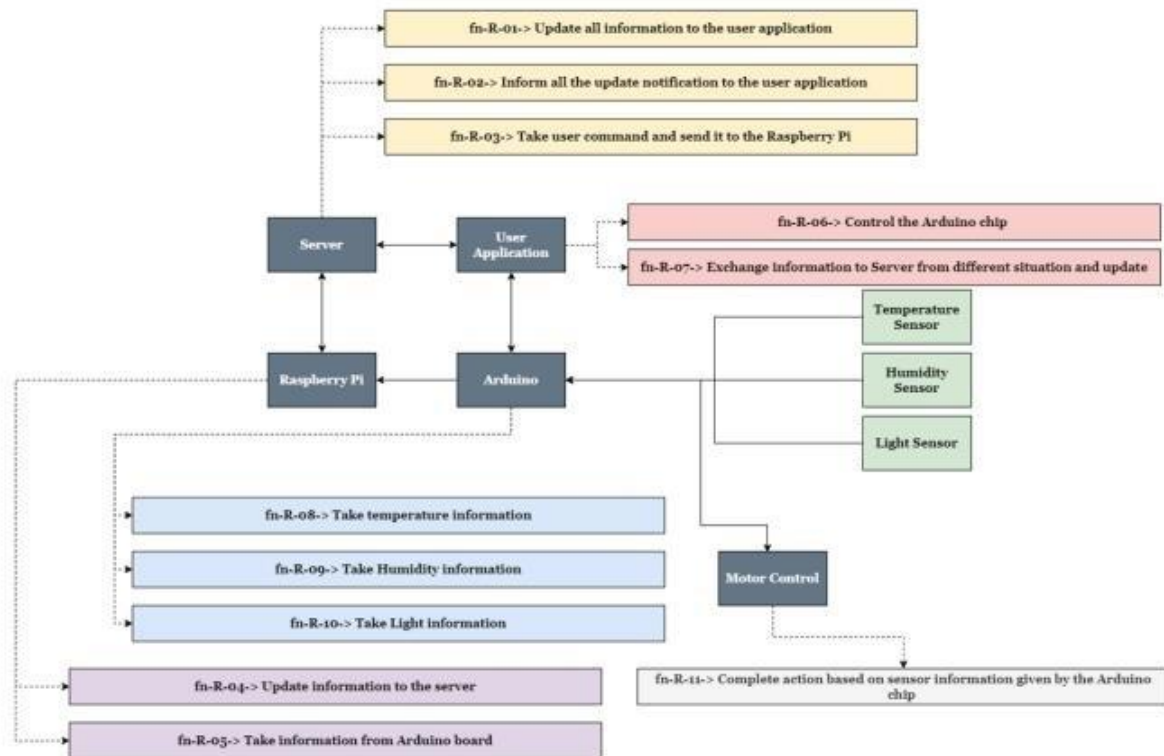 fn-R-01-> Update all information to the user application
fn-R-02-> Inform all the update notification to the user application
fn-R-03-> Take user command and send it to the Raspberry Pi
Server
User
Application
fn-R-06-> Control the Arduino chip
fn-R-07-> Exchange information to Server from different situation and update
Temperature
Sensor
Raspberry Pi
Arduino
Humidity
Sensor
Light Sensor
fn-R-08-> Take temperature information
fn-R-09-> Take Humidity information
fn-R-10-> Take Light information
Motor Control
fn-R-04-> Update information to the server
fn-R-11-> Complete action based on sensor information given by the Arduino
chip
fn-R-05-> Take information from Arduino board